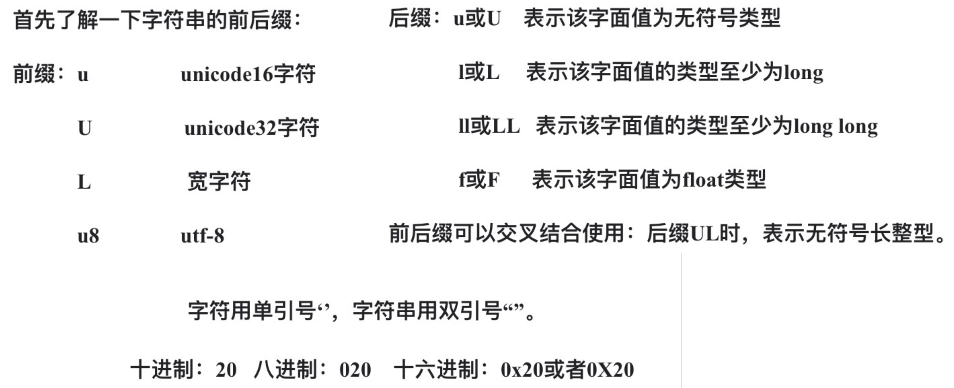 首先了解一下字符串的前后缀： 后缀：u或U 表示该字面值为无符号类型
前缀：u unicode16字符 l或L 表示该字面值的类型至少为long
U unicode32字符 ll或LL 表示该字面值的类型至少为long long
L 宽字符 f或F 表示该字面值为float类型
u8 utf-8 前后缀可以交叉结合使用：后缀UL时，表示无符号长整型。
字符用单引号‘’，字符串用双引号“”。
十进制：20 八进制：020 十六进制：0x20或者0X20